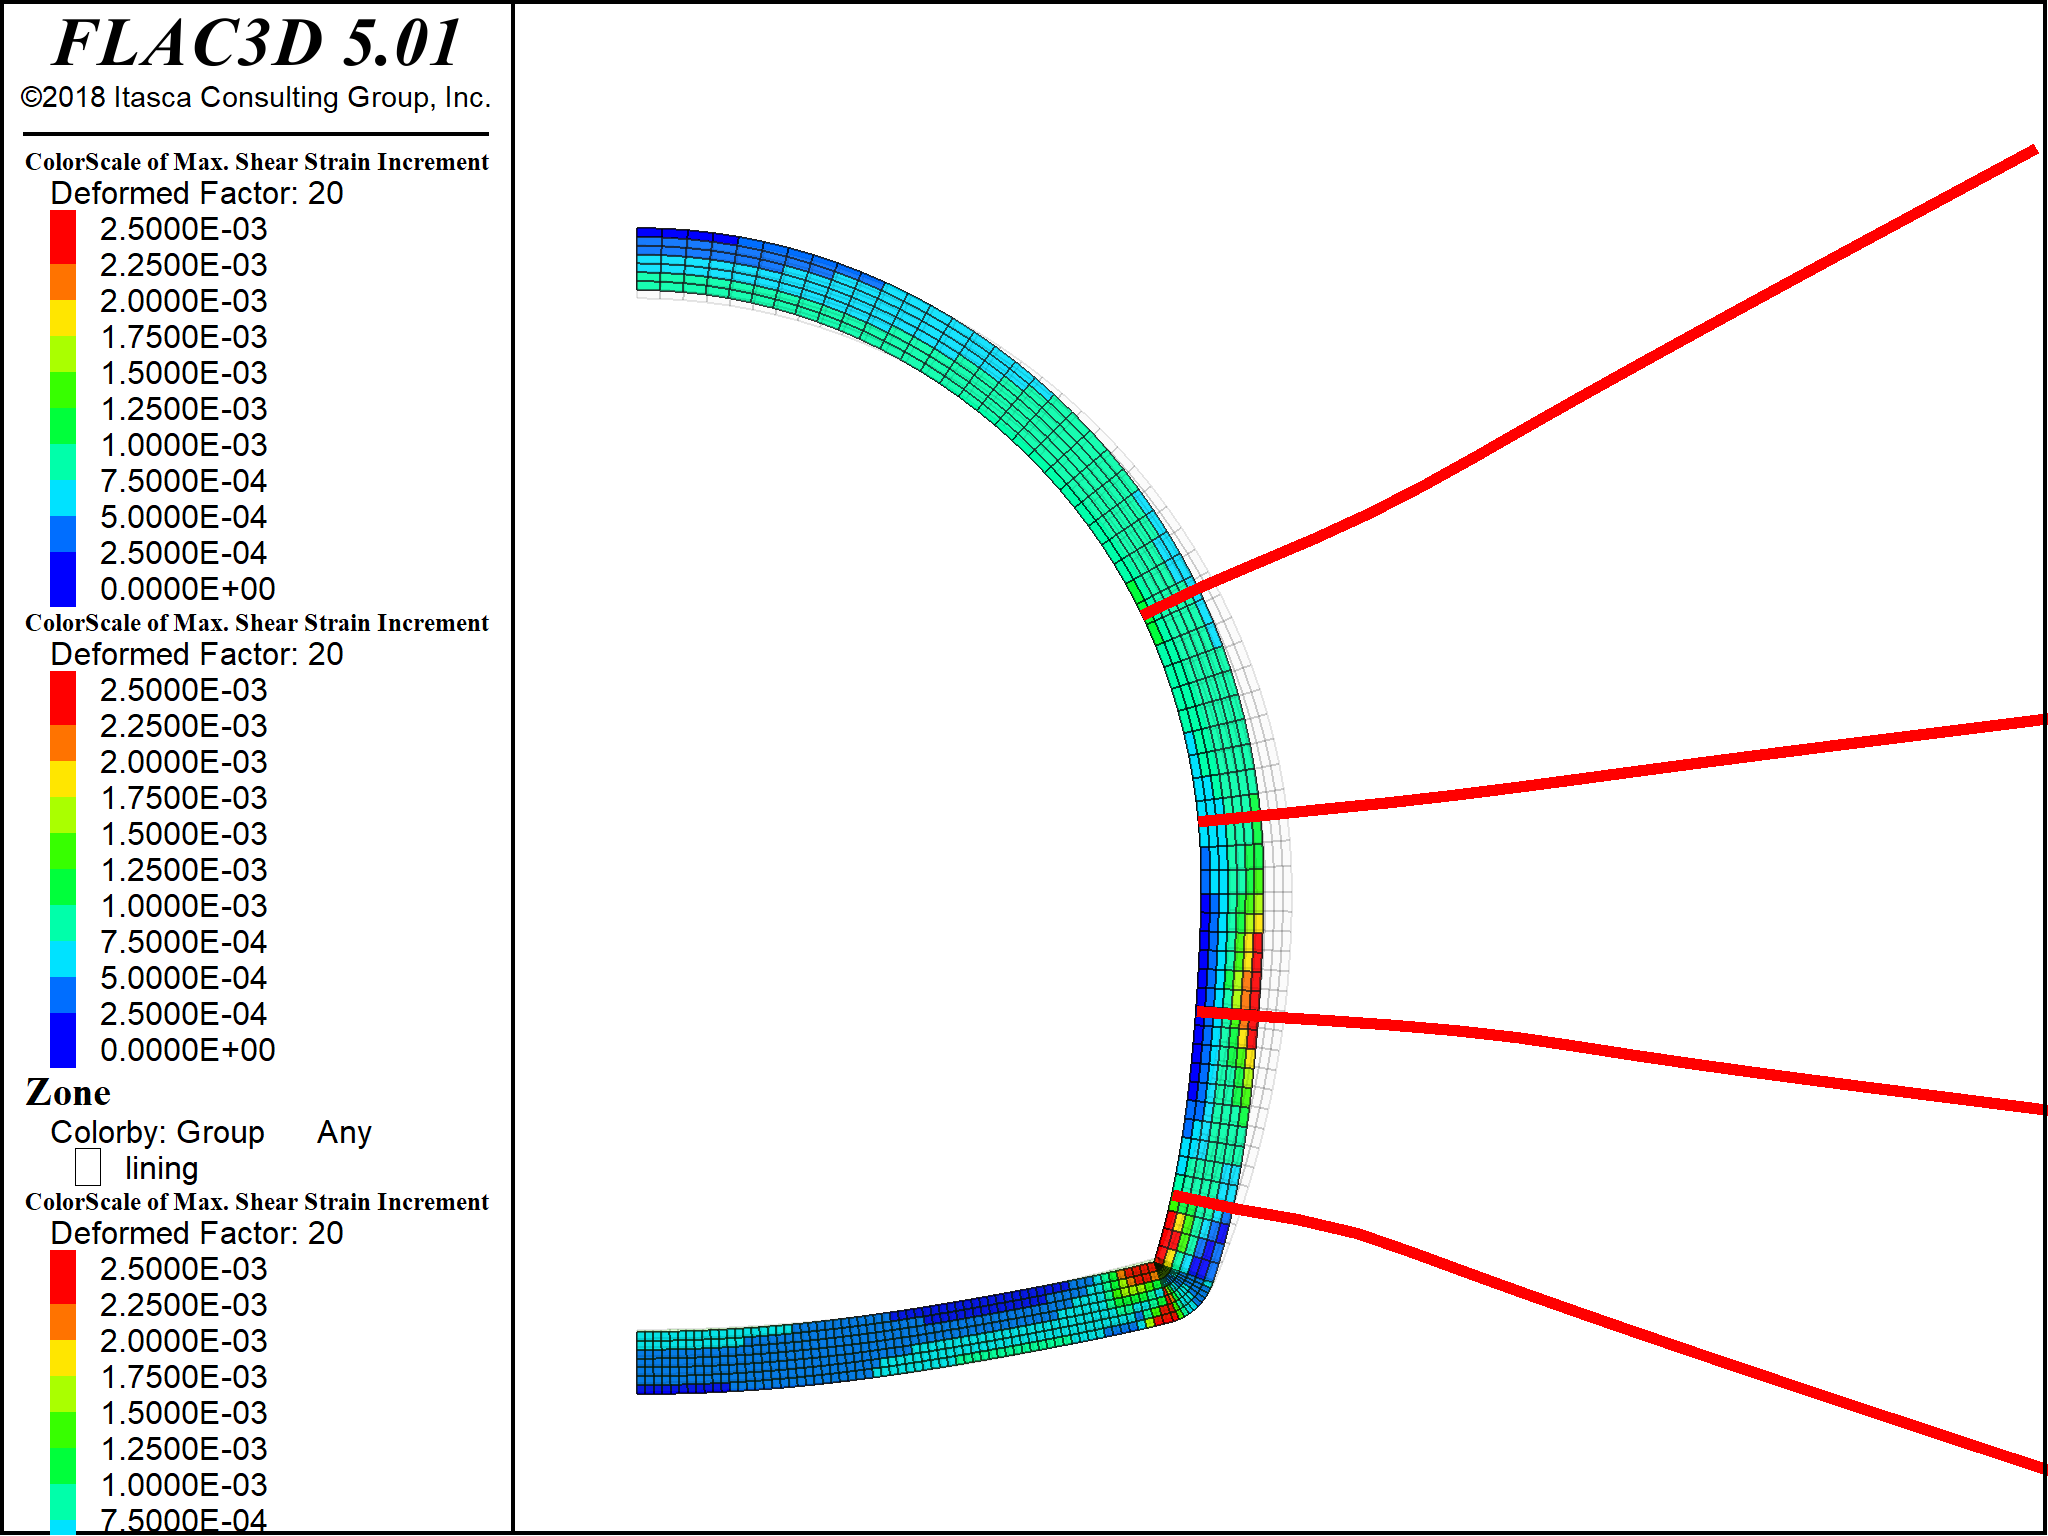 FLAC3D 5.01
©2018 Itasca Consulting Group, Inc.
ColorScale of Max. Shear Strain Increment
Deformed Factor: 20
2.5000E-03
2.2500E-03
2.0000E-03
1.7500E-03
1.5000E-03
1.2500E-03
1.0000E-03
7.5000E-04
5.0000E-04
2.5000E-04
0.0000E+00
ColorScale of Max. Shear Strain Increment
Deformed Factor: 20
2.5000E-03
2.2500E-03
2.0000E-03
1.7500E-03
1.5000E-03
1.2500E-03
1.0000E-03
7.5000E-04
5.0000E-04
2.5000E-04
0.0000E+00
Zone
Colorby: Group Any
lining
ColorScale of Max. Shear Strain Increment
Deformed Factor: 20
2.5000E-03
2.2500E-03
2.0000E-03
1.7500E-03
1.5000E-03
1.2500E-03
1.0000E-03
7.5000E-04